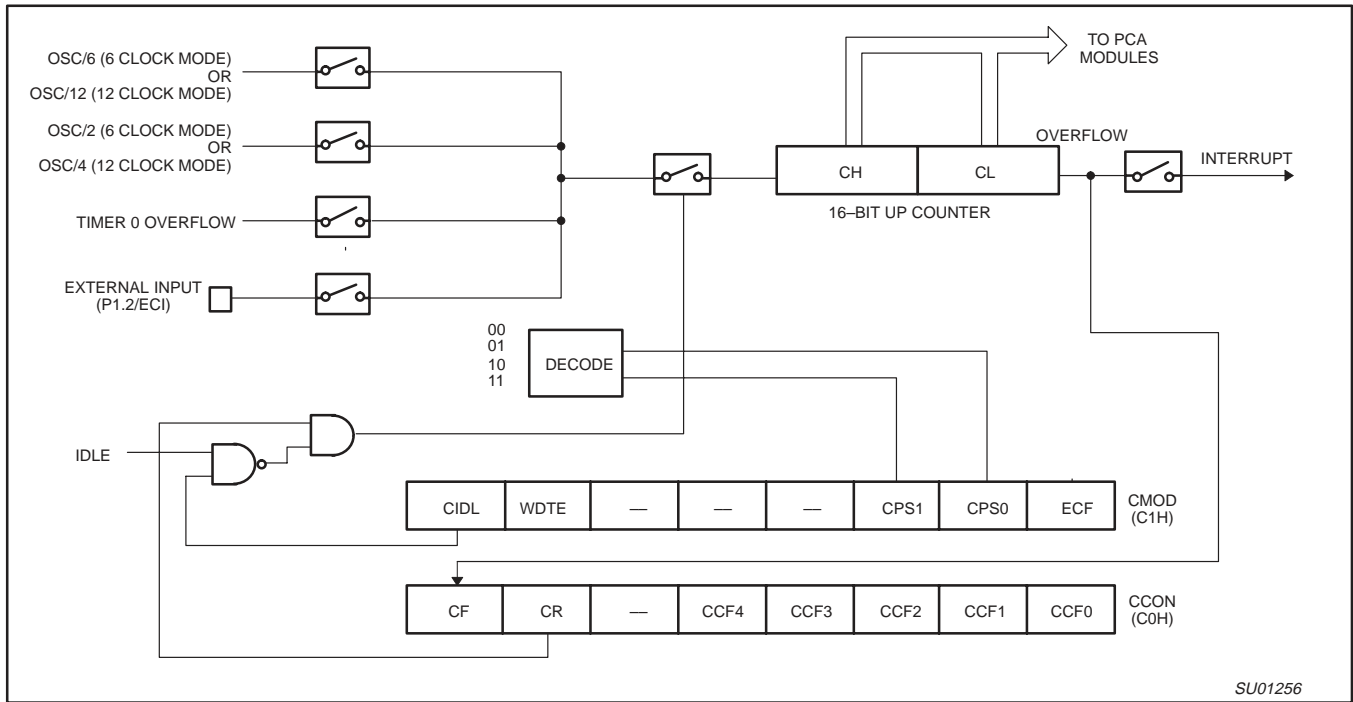 OSC/6 (6 CLOCK MODE)
OR
OSC/12 (12 CLOCK MODE)
OSC/2 (6 CLOCK MODE)
OR
OSC/4 (12 CLOCK MODE)
TIMER 0 OVERFLOW
EXTERNAL INPUT
(P1.2/ECI)
TO PCA
MODULES
OVERFLOW
INTERRUPT
CH
CL
16–BIT UP COUNTER
00
01
10
11
DECODE
IDLE
CIDL WDTE –– –– –– CPS1 CPS0 ECF
CMOD
(C1H)
CF CR –– CCF4 CCF3 CCF2 CCF1 CCF0
CCON
(C0H)
SU01256